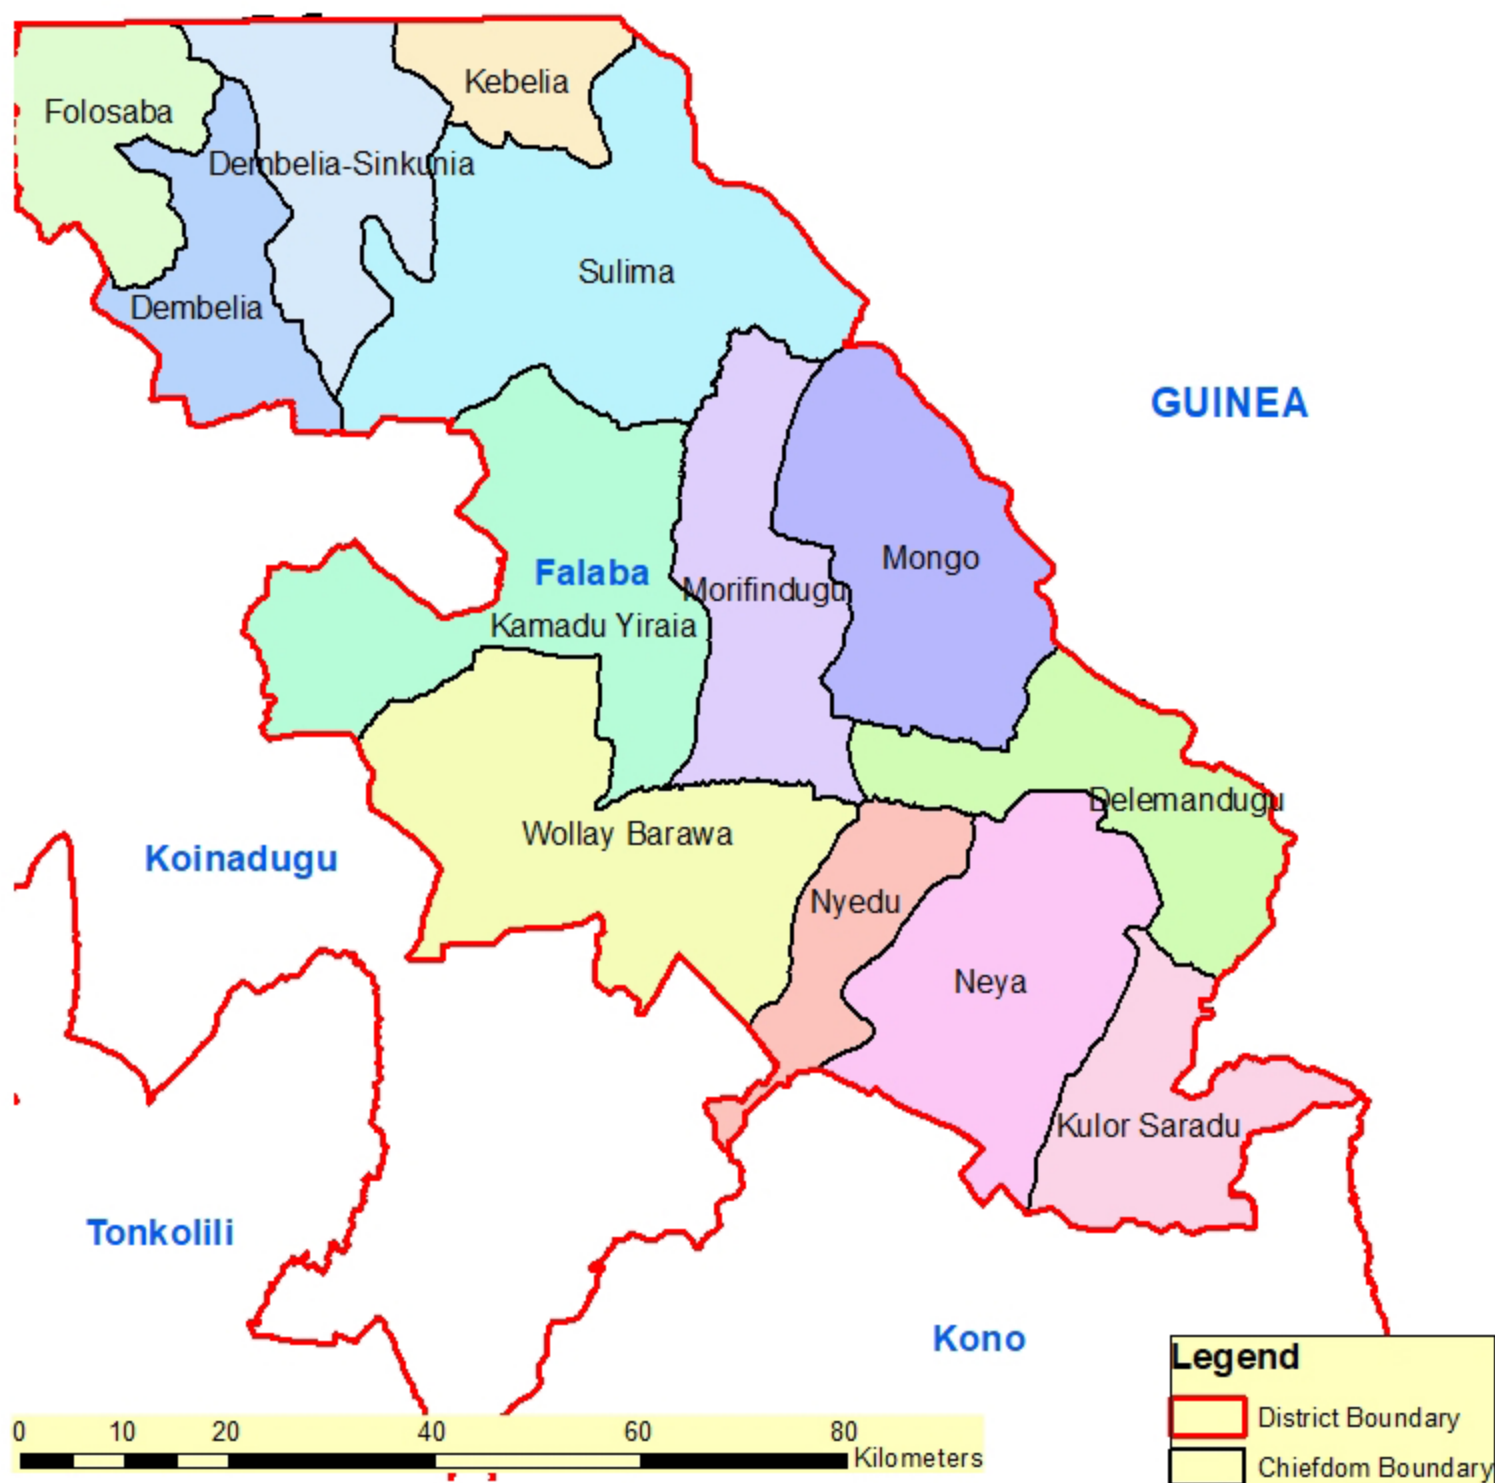 Kebelia
Folosaba
Dembelia-Sinkunia
Sulima
Dembelia
GUINEA
Mongo
Falaba
Morifindugu
Kamadu Yiraia
Delemandugu
Wollay Barawa
Koinadugu
Nyedu
Neya
Kulor Saradu
Tonkolili
Kono
Legend
District Boundary
Chiefdom Boundary
0 10 20 40 60 80
Kilometers